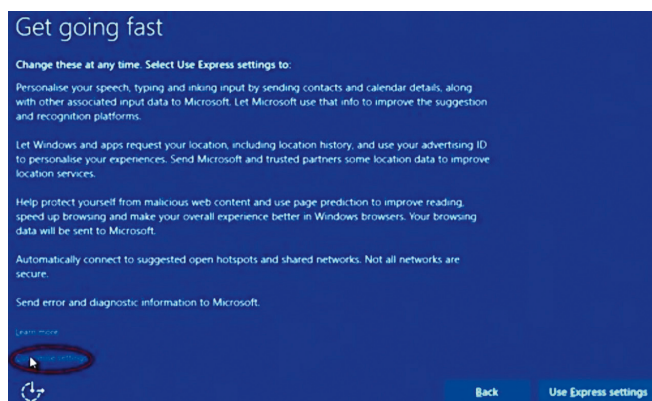 Get going fast
Change these at any time. Select Use Express settings to:
Personalise your speech, typing and inking input by sending contacts and calendar details, along
with other associated input data to Microsoft. Let Microsoft use that info to improve the suggestion
and recognition platforms.
Let Windows and apps request your location, including location history, and use your advertising ID
to personalise your experiences. Send Microsoft and trusted partners some location data to improve
location services.
Help protect yourself from malicious web content and use page prediction to improve reading,
speed up browsing and make your overall experience better in Windows browsers. Your browsing
data will be sent to Microsoft.
Automatically connect to suggested open hotspots and shared networks. Not all networks are
secure.
Send error and diagnostic information to Microsoft.
Learn more
settings
Back
Use Express settings